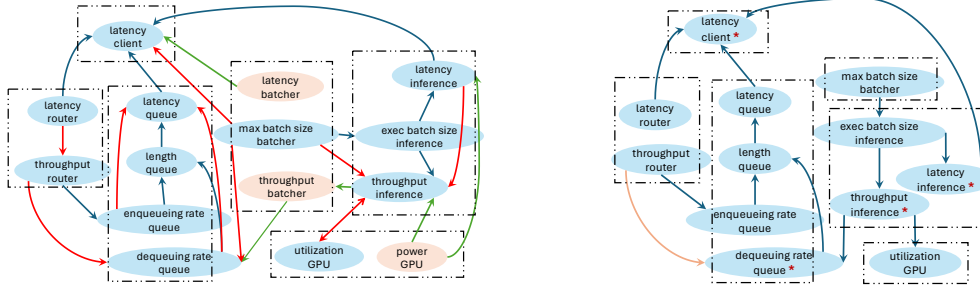 latency
client
latency
router
throughput
router
latency
queue
length
queue
enqueueing rate
queue
dequeuing rate
queue
latency
batcher
max batch size
batcher
throughput
batcher
latency
inference
exec batch size
inference
throughput
inference
utilization
GPU
power
GPU
latency
client *
latency
router
throughput
router
latency
queue
length
queue
enqueueing rate
queue
dequeuing rate
queue *
max batch size
batcher
exec batch size
inference
latency
inference *
throughput
inference *
utilization
GPU